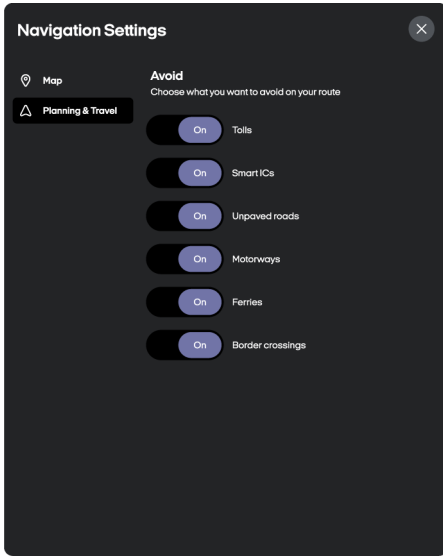 Navigation Settings
Map
Planning & Travel
Avoid
Choose what you want to avoid on your route
On Tolls
On Smart ICs
On Unpaved roads
On Motorways
On Ferries
On Border crossings